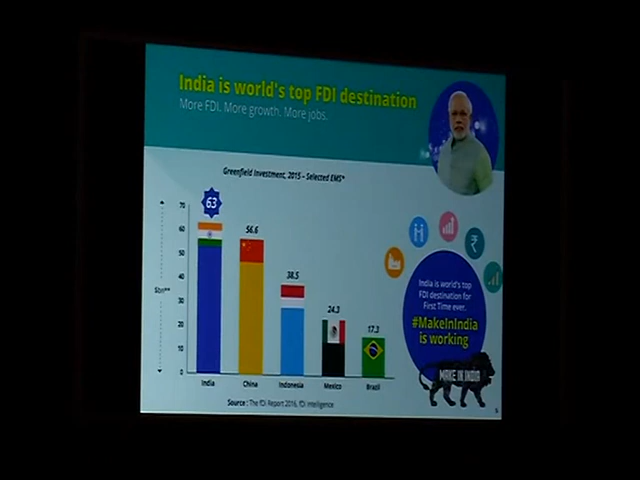 India is world's top FDI destination
More FDI. More growth. More jobs.
Greenfield Investment, 2015 – Selected EMS*
63
56.6
38.5
24.3
17.3
70
60
50
40
30
20
10
0
$bn**
India
China
Indonesia
Mexico
Brazil
Source : The fDI Report 2016, fDI Intelligence
India is world's top
FDI destination for
First Time ever.
#MakeInIndia
is working
MAKE IN INDIA